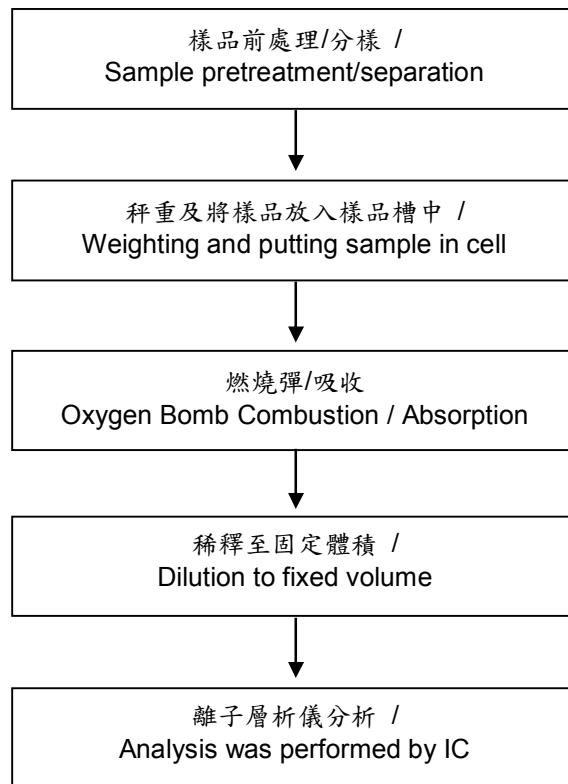 樣品前處理/分樣 /
Sample pretreatment/separation
秤重及將樣品放入樣品槽中 /
Weighting and putting sample in cell
燃燒彈/吸收
Oxygen Bomb Combustion / Absorption
稀釋至固定體積 /
Dilution to fixed volume
離子層析儀分析 /
Analysis was performed by IC